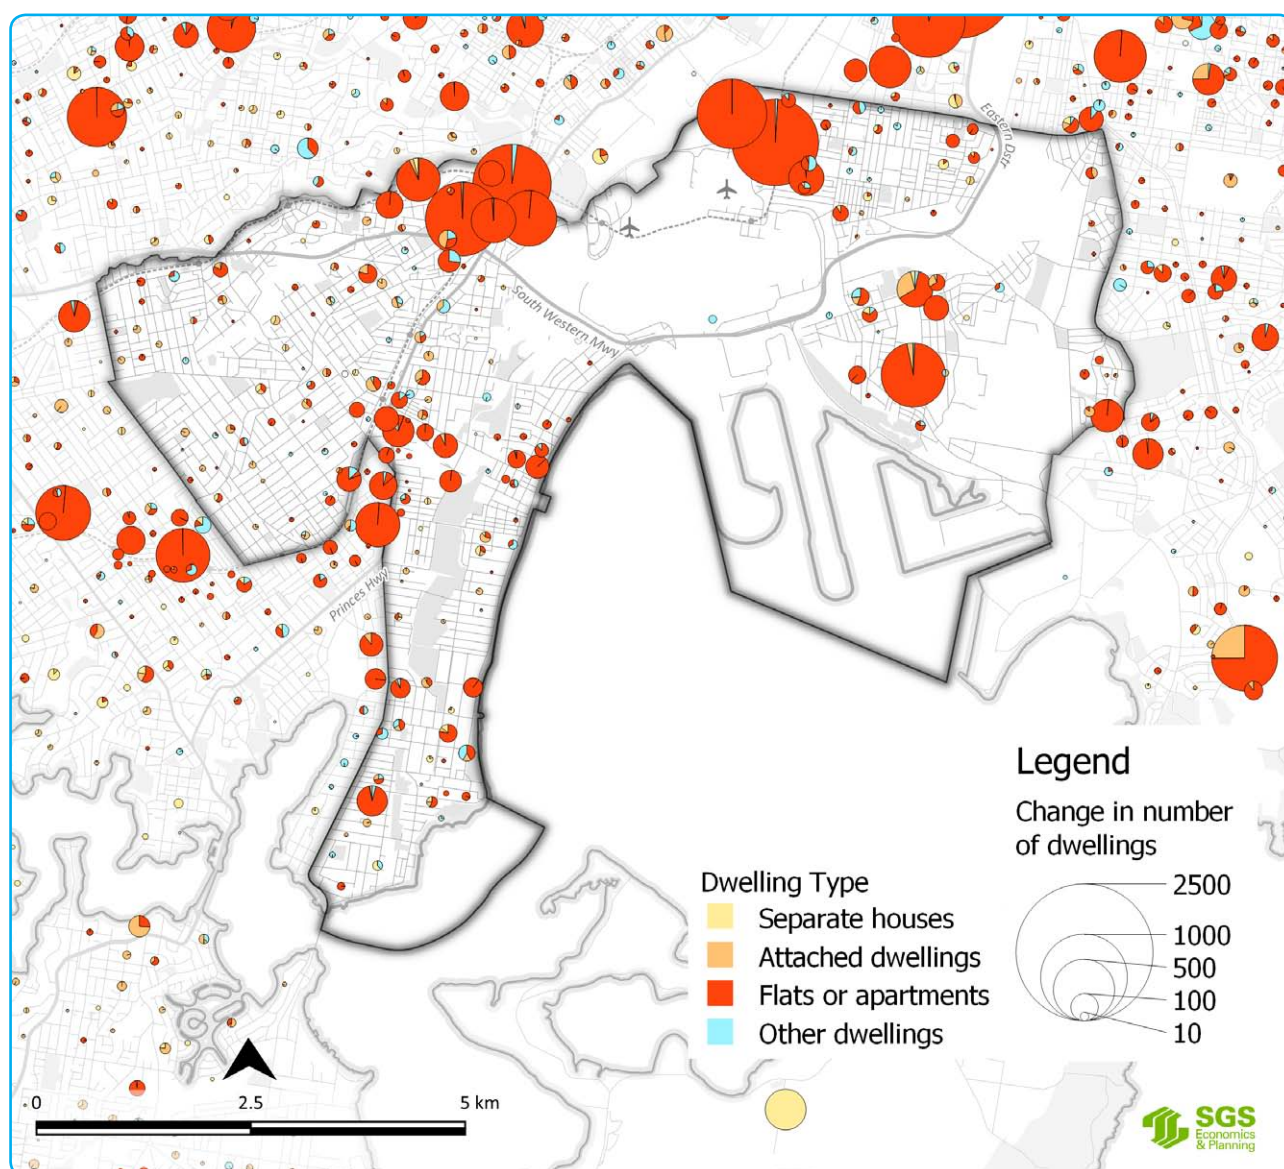 Eastern Dstr
South Western Mwy
Princes Hwy
Legend
Change in number
of dwellings
2500
1000
500
100
10
Dwelling Type
Separate houses
Attached dwellings
Flats or apartments
Other dwellings
0 2.5 5 km
SGS
Economics
& Planning